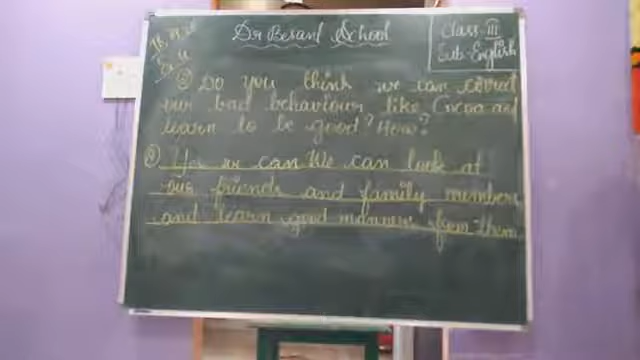 Dr Besant School
Class-III
Sub-English
Do you think we can correct
our bad behaviours like Cocoa and
learn to be good? How?
Yes we can We can look at
our friends and family members
and learn good manners from them